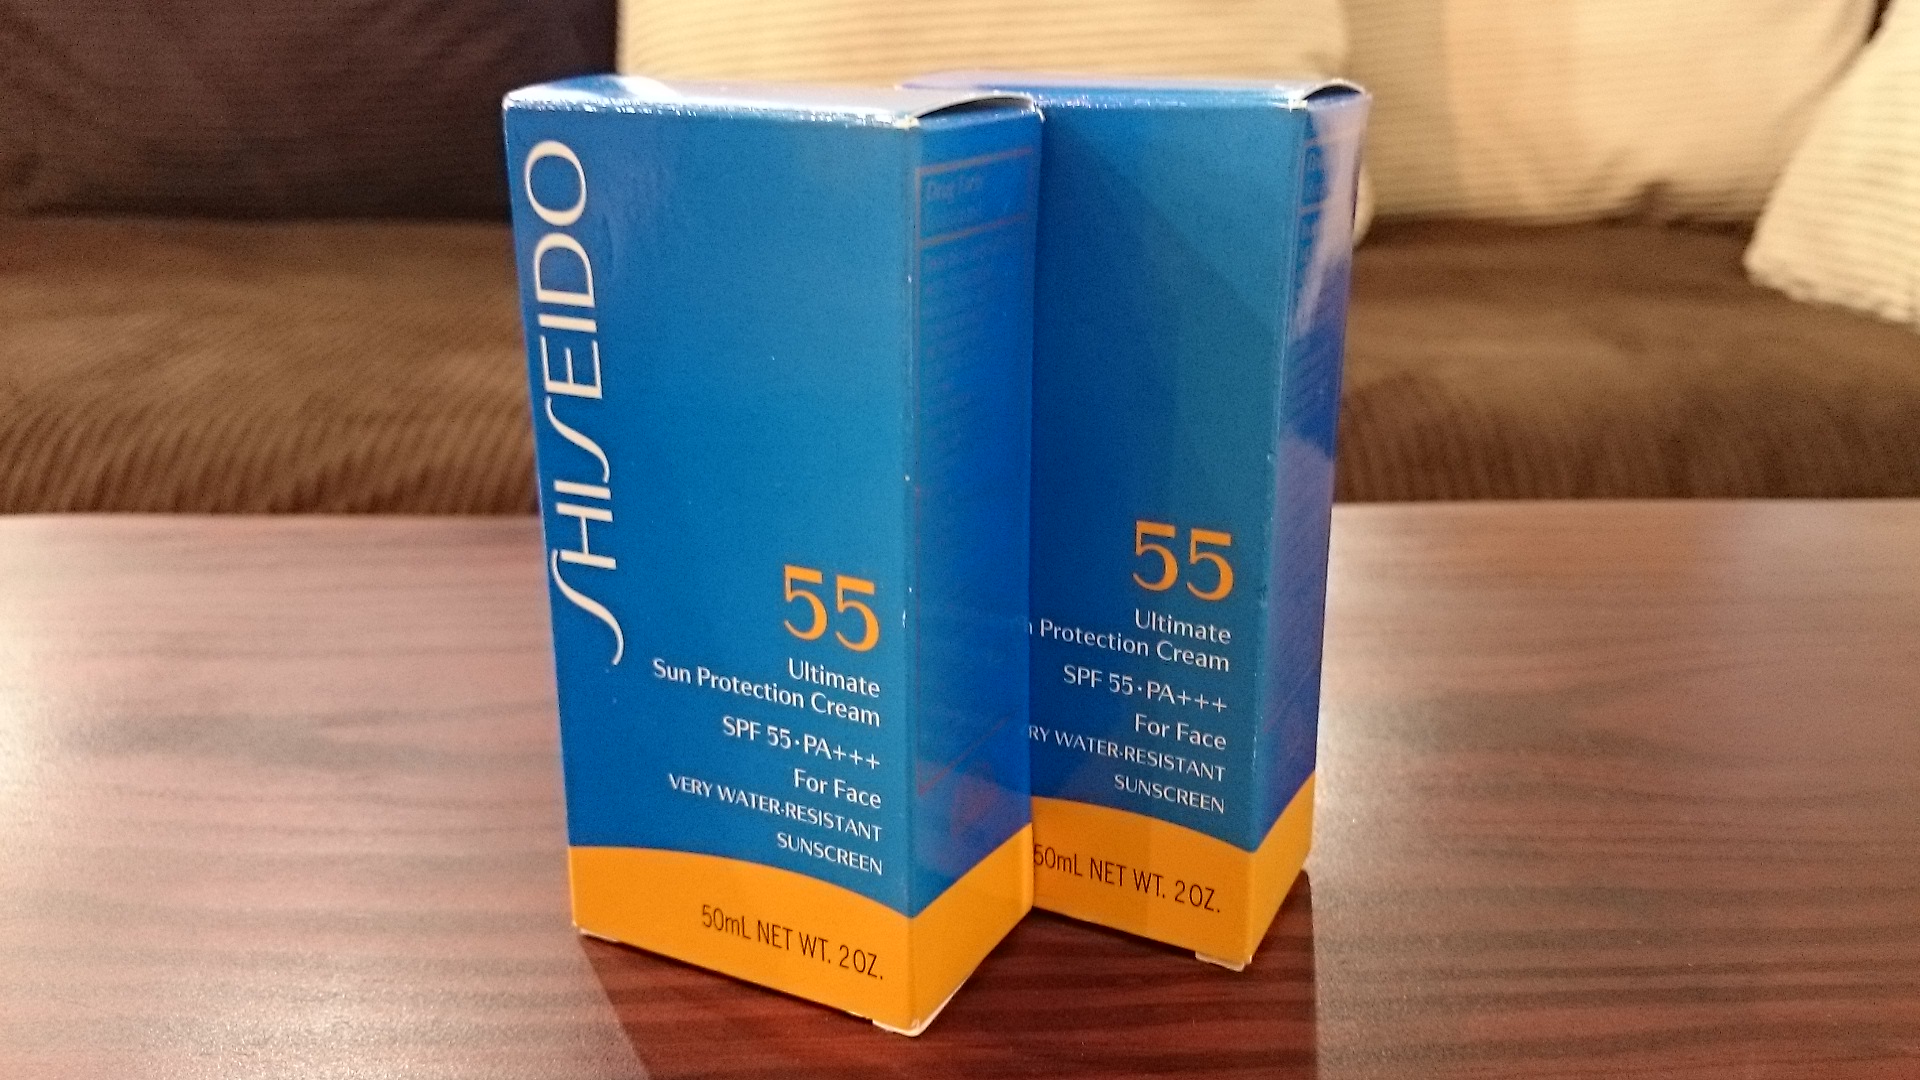 SHISEIDO
55
Ultimate
Sun Protection Cream
SPF 55·PA+++
For Face
VERY WATER-RESISTANT
SUNSCREEN
50mL NET WT. 2OZ.
55
Ultimate
Protection Cream
SPF 55·PA+++
For Face
WATER-RESISTANT
SUNSCREEN
50mL NET WT. 2OZ.